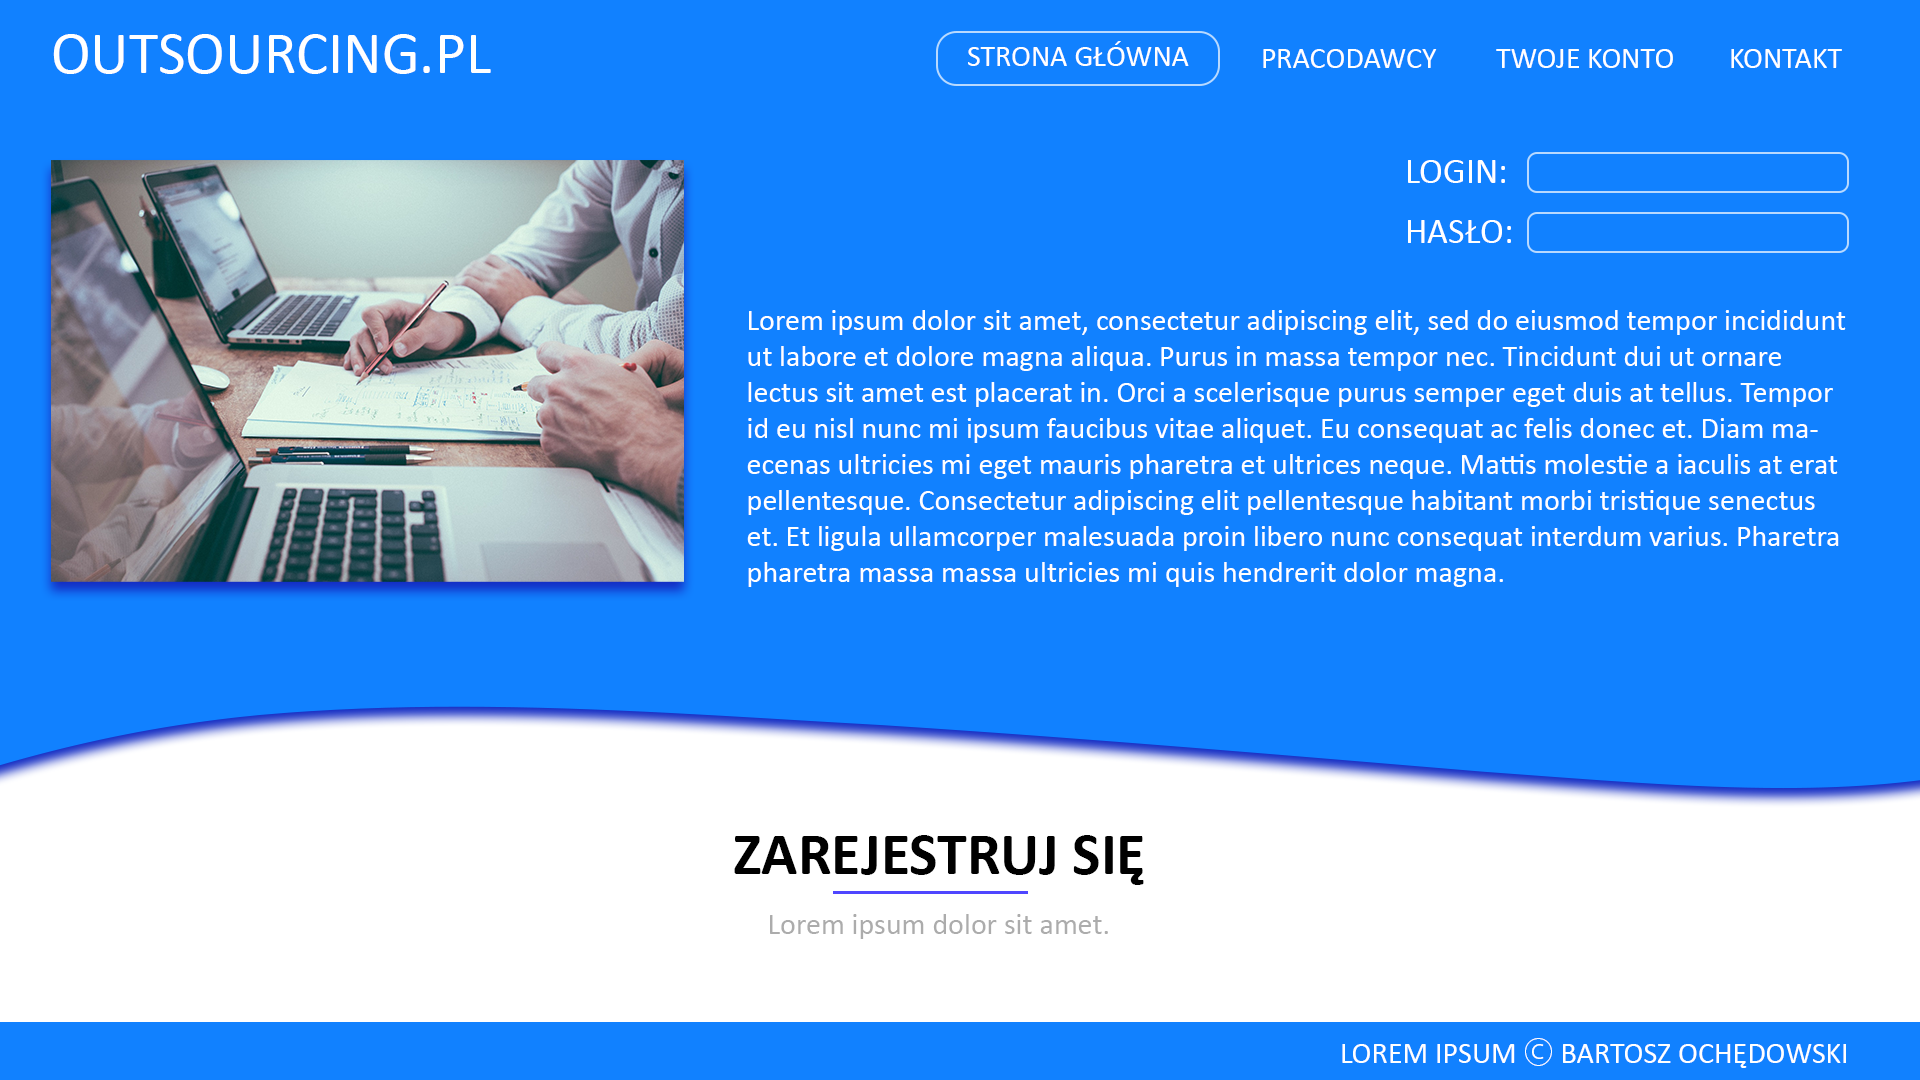 OUTSOURCING.PL
STRONA GŁÓWNA
PRACODAWCY
TWOJE KONTO
KONTAKT
LOGIN:
HASŁO:
Lorem ipsum dolor sit amet, consectetur adipiscing elit, sed do eiusmod tempor incididunt
ut labore et dolore magna aliqua. Purus in massa tempor nec. Tincidunt dui ut ornare
lectus sit amet est placerat in. Orci a scelerisque purus semper eget duis at tellus. Tempor
id eu nisl nunc mi ipsum faucibus vitae aliquet. Eu consequat ac felis donec et. Diam ma-
ecenas ultricies mi eget mauris pharetra et ultrices neque. Mattis molestie a iaculis at erat
pellentesque. Consectetur adipiscing elit pellentesque habitant morbi tristique senectus
et. Et ligula ullamcorper malesuada proin libero nunc consequat interdum varius. Pharetra
pharetra massa massa ultricies mi quis hendrerit dolor magna.
ZAREJESTRUJ SIĘ
Lorem ipsum dolor sit amet.
LOREM IPSUM Ⓒ BARTOSZ OCHĘDOWSKI